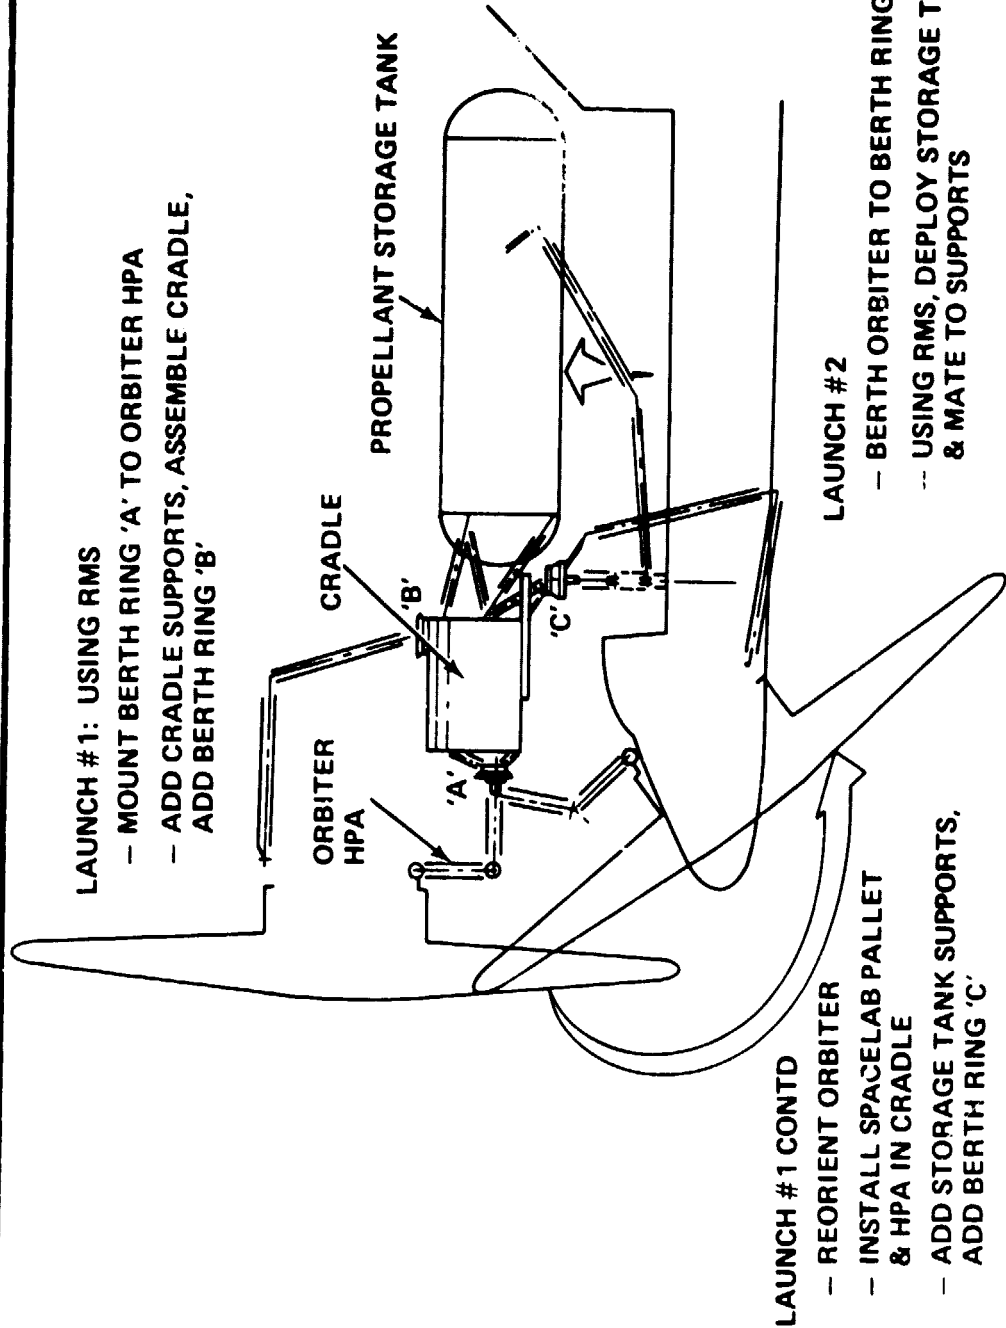 LAUNCH #1: USING RMS
– MOUNT BERTH RING 'A' TO ORBITER HPA
– ADD CRADLE SUPPORTS, ASSEMBLE CRADLE,
ADD BERTH RING 'B'
ORBITER
HPA
CRADLE
PROPELLANT STORAGE TANK
'A'
'B'
'C'
LAUNCH #1 CONTD
– REORIENT ORBITER
– INSTALL SPACELAB PALLET
& HPA IN CRADLE
– ADD STORAGE TANK SUPPORTS,
ADD BERTH RING 'C'
LAUNCH #2
– BERTH ORBITER TO BERTH RING
– USING RMS, DEPLOY STORAGE T
& MATE TO SUPPORTS